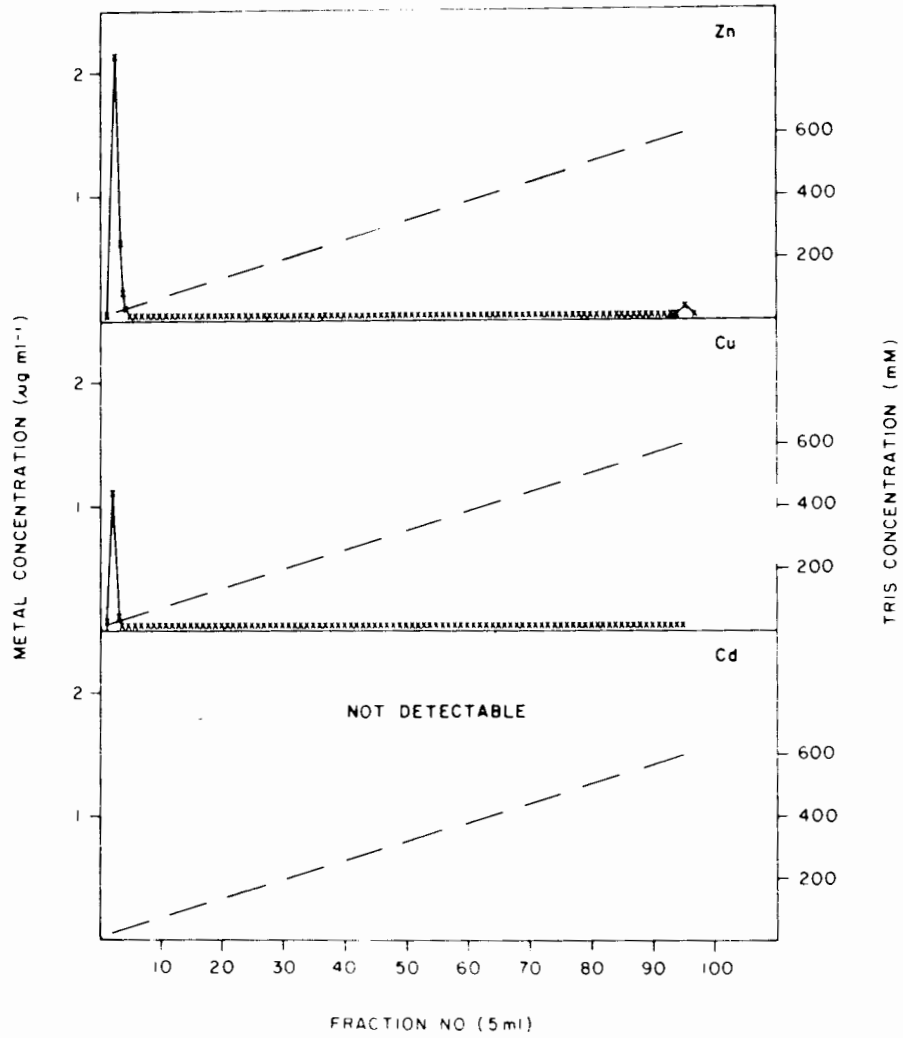 Zn
2
1
600
400
200
Cu
2
1
600
400
200
Cd
NOT DETECTABLE
2
1
600
400
200
10 20 30 40 50 60 70 80 90 100
FRACTION NO (5ml)
METAL CONCENTRATION (µg ml⁻¹)
TRIS CONCENTRATION (mM)